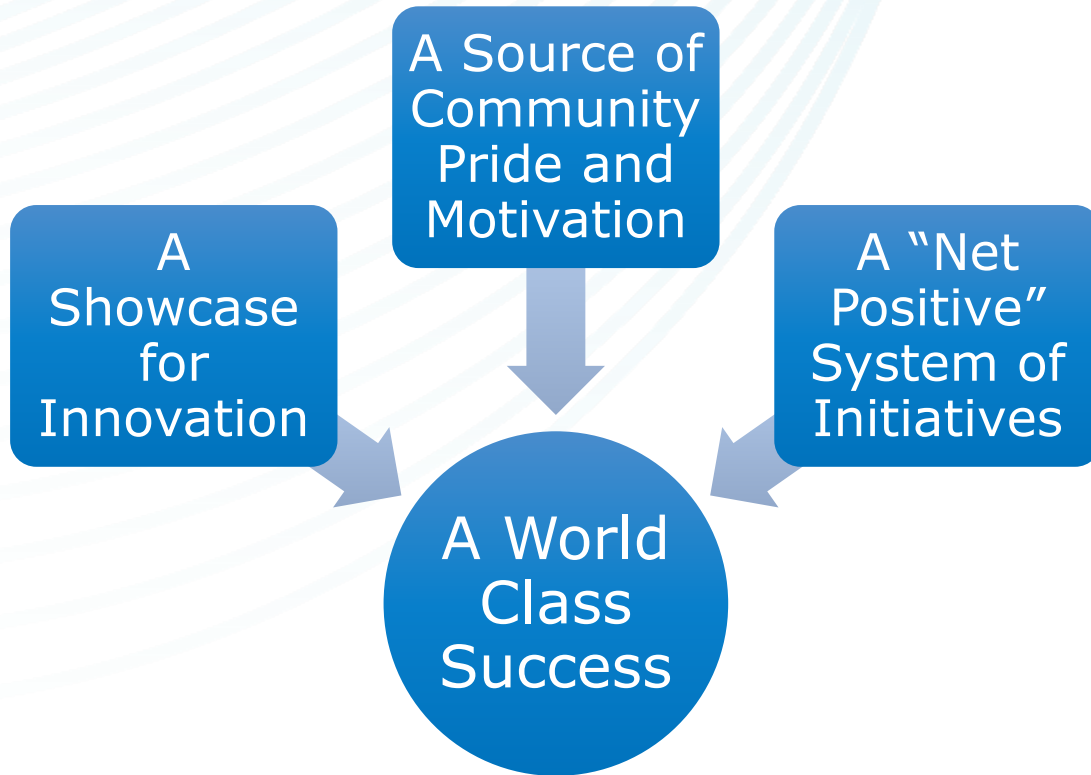 A Source of
Community
Pride and
Motivation
A
Showcase
for
Innovation
A “Net
Positive”
System of
Initiatives
A World
Class
Success